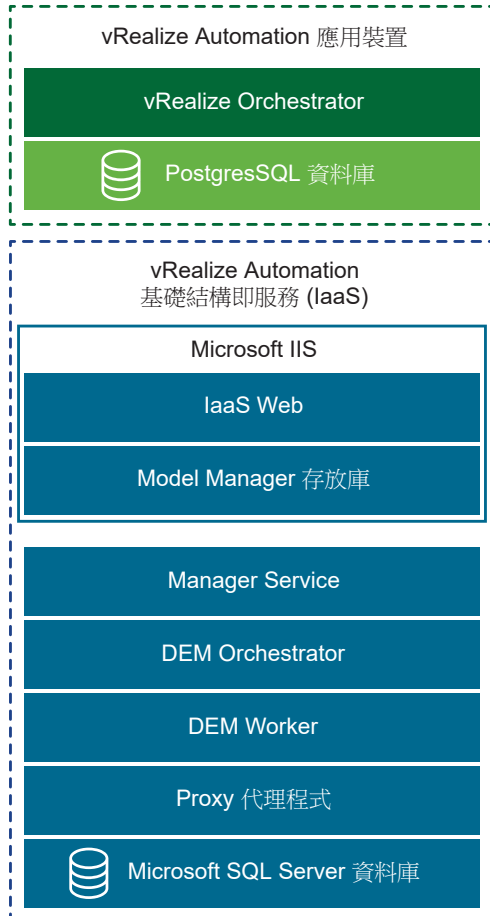 vRealize Automation 應用裝置
vRealize Orchestrator
PostgresSQL 資料庫
vRealize Automation
基礎結構即服務 (IaaS)
Microsoft IIS
IaaS Web
Model Manager 存放庫
Manager Service
DEM Orchestrator
DEM Worker
Proxy 代理程式
Microsoft SQL Server 資料庫